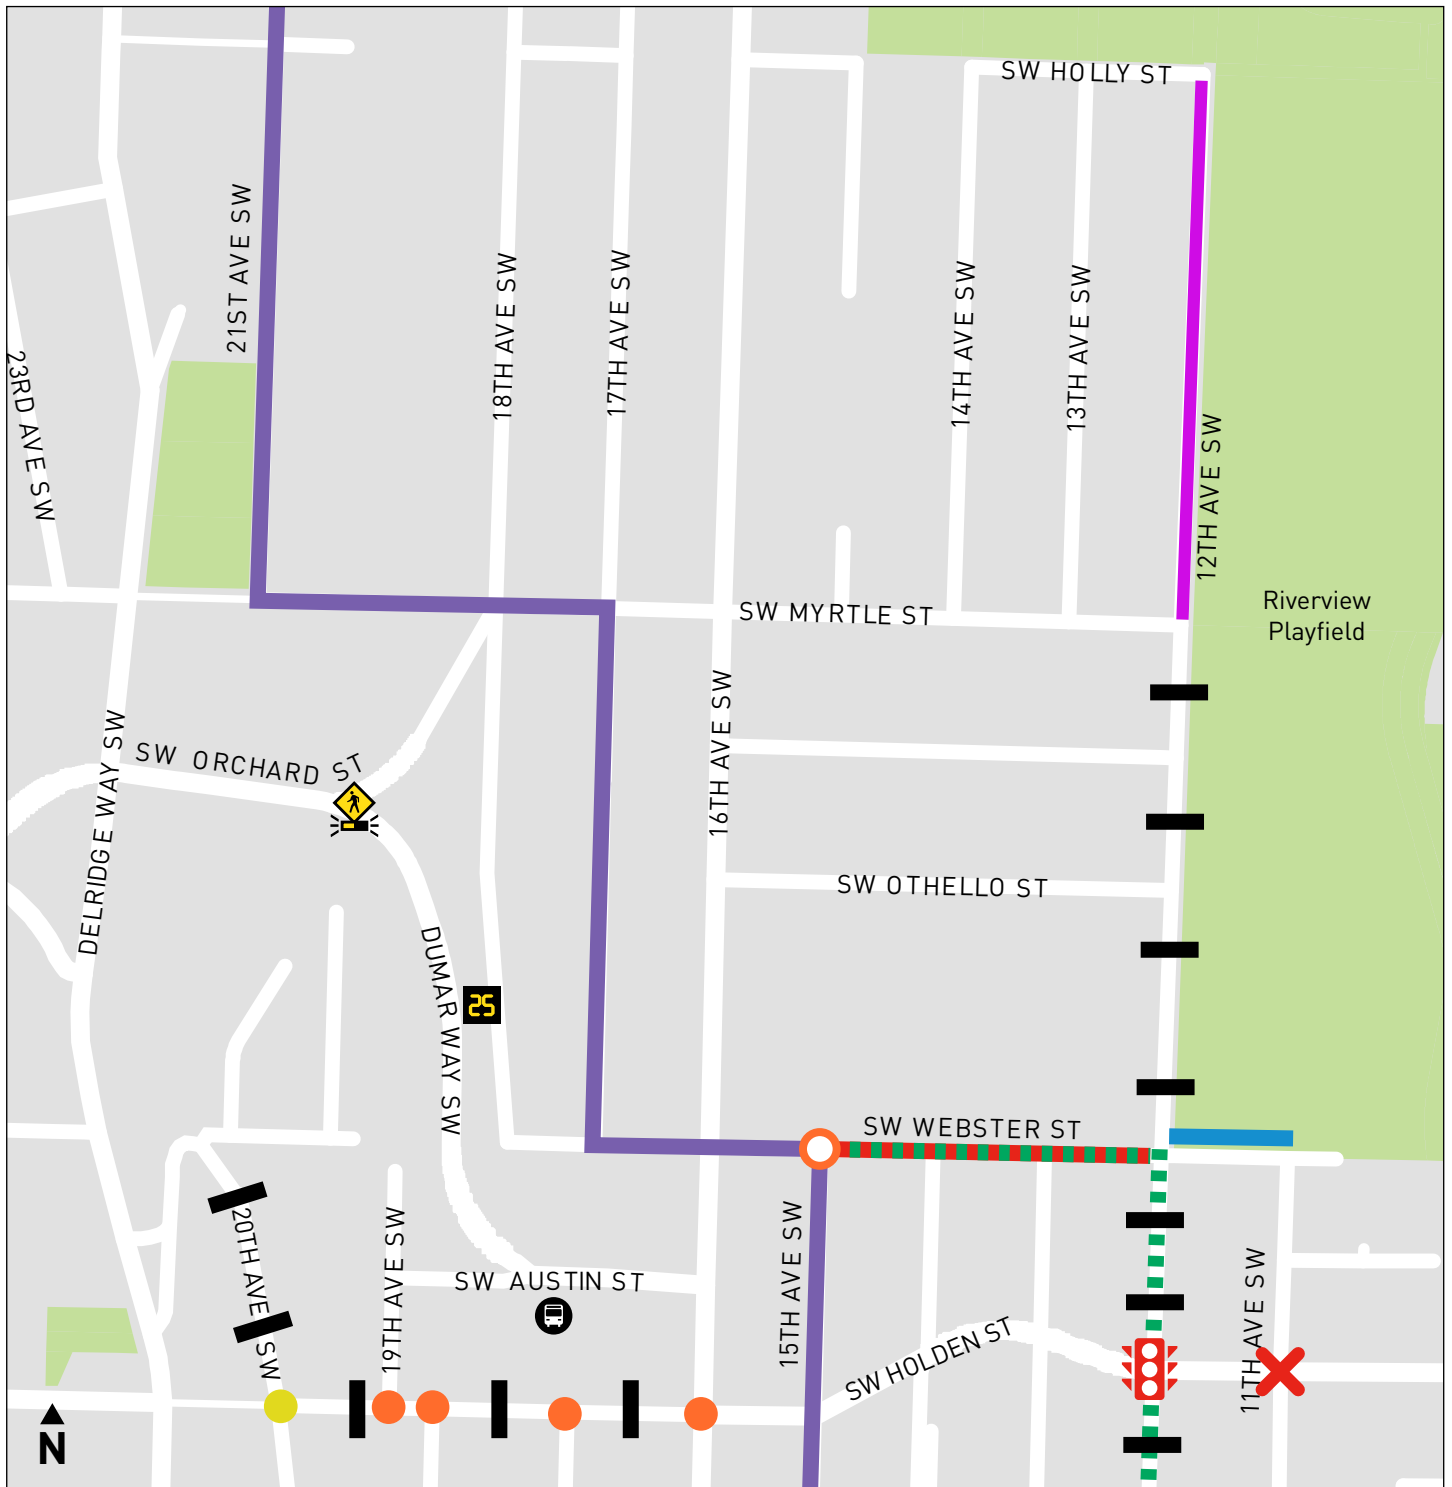 SW HOLLY ST
21ST AVE SW
18TH AVE SW
17TH AVE SW
14TH AVE SW
13TH AVE SW
23RD AVE SW
12TH AVE SW
Riverview
Playfield
SW MYRTLE ST
16TH AVE SW
DELRIDGE WAY SW
SW ORCHARD ST
SW OTHELLO ST
DUMAR WAY SW
25
SW WEBSTER ST
20TH AVE SW
19TH AVE SW
SW AUSTIN ST
15TH AVE SW
SW HOLDEN ST
11TH AVE SW
N